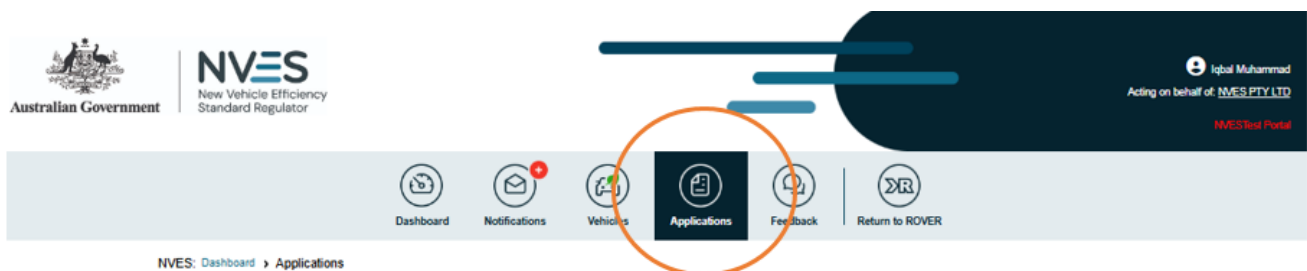 Australian Government
NVES
New Vehicle Efficiency
Standard Regulator
Iqbal Muhammad
Acting on behalf of: NVES PTY LTD
NVESTest Portal
Dashboard
Notifications
Vehicles
Applications
Feedback
Return to ROVER
NVES: Dashboard > Applications